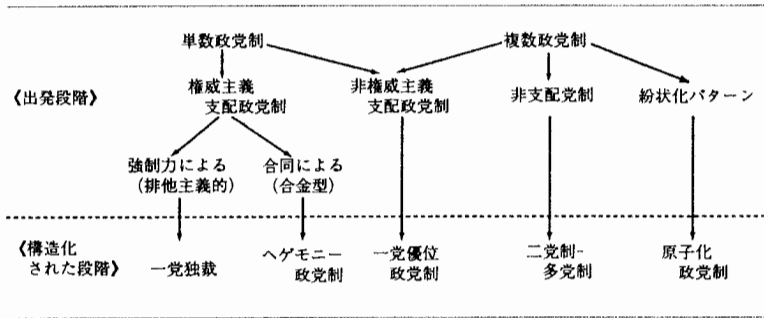 単数政党制 複数政党制
《出発段階》
権威主義
支配政党制
非権威主義
支配政党制
非支配党制
紛状化パターン
強制力による
(排他主義的)
合同による
(合金型)
《構造化
された段階》
一党独裁
ヘゲモニー
政党制
一党優位
政党制
二党制-
多党制
原子化
政党制